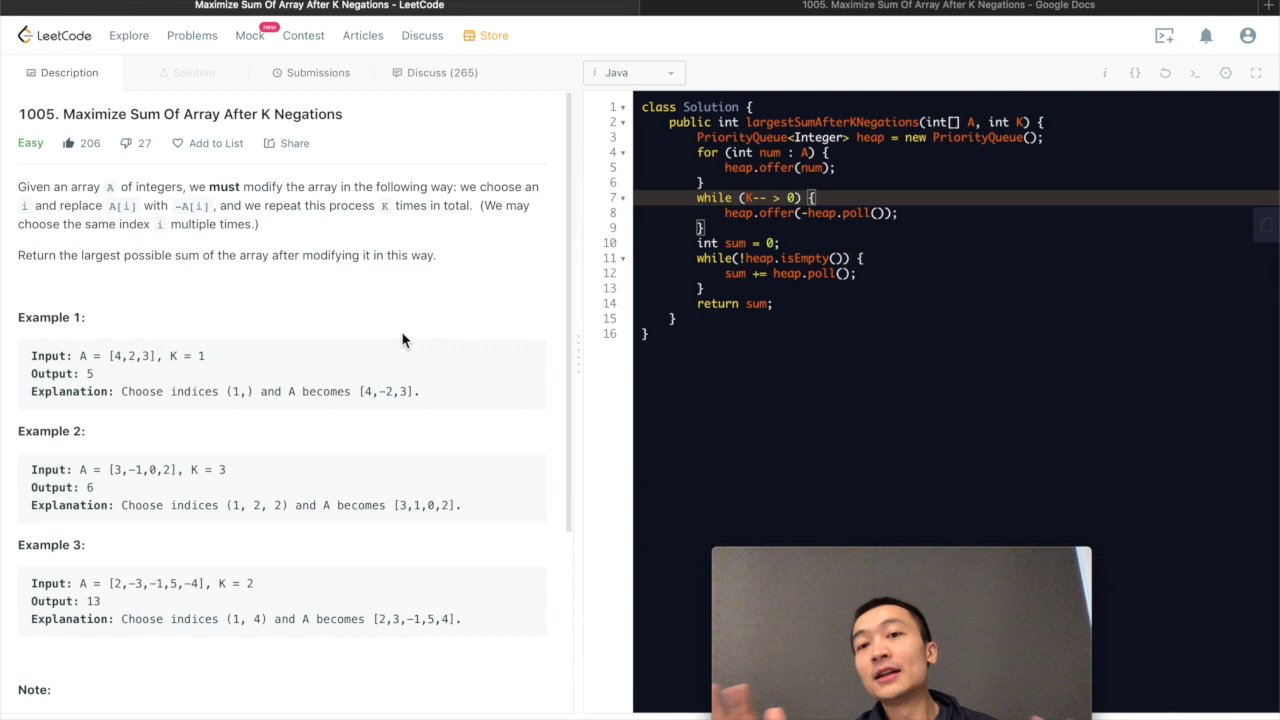 Maximize Sum Of Array After K Negations - LeetCode
1005. Maximize Sum Of Array After K Negations - Google Docs
LeetCode
Explore
Problems
Mock
new
Contest
Articles
Discuss
Store
Description
Solution
Submissions
Discuss (265)
i Java
1005. Maximize Sum Of Array After K Negations
Easy
206
27
Add to List
Share
Given an array A of integers, we must modify the array in the following way: we choose an
i and replace A[i] with -A[i], and we repeat this process K times in total. (We may
choose the same index i multiple times.)
Return the largest possible sum of the array after modifying it in this way.
Example 1:
Input: A = [4,2,3], K = 1
Output: 5
Explanation: Choose indices (1,) and A becomes [4,-2,3].
Example 2:
Input: A = [3,-1,0,2], K = 3
Output: 6
Explanation: Choose indices (1, 2, 2) and A becomes [3,1,0,2].
Example 3:
Input: A = [2,-3,-1,5,-4], K = 2
Output: 13
Explanation: Choose indices (1, 4) and A becomes [2,3,-1,5,4].
Note:
1 class Solution {
2 public int largestSumAfterKNegations(int[] A, int K) {
3 PriorityQueue<Integer> heap = new PriorityQueue();
4 for (int num : A) {
5 heap.offer(num);
6 }
7 while (K-- > 0) {
8 heap.offer(-heap.poll());
9 }
10 int sum = 0;
11 while(!heap.isEmpty()) {
12 sum += heap.poll();
13 }
14 return sum;
15 }
16 }